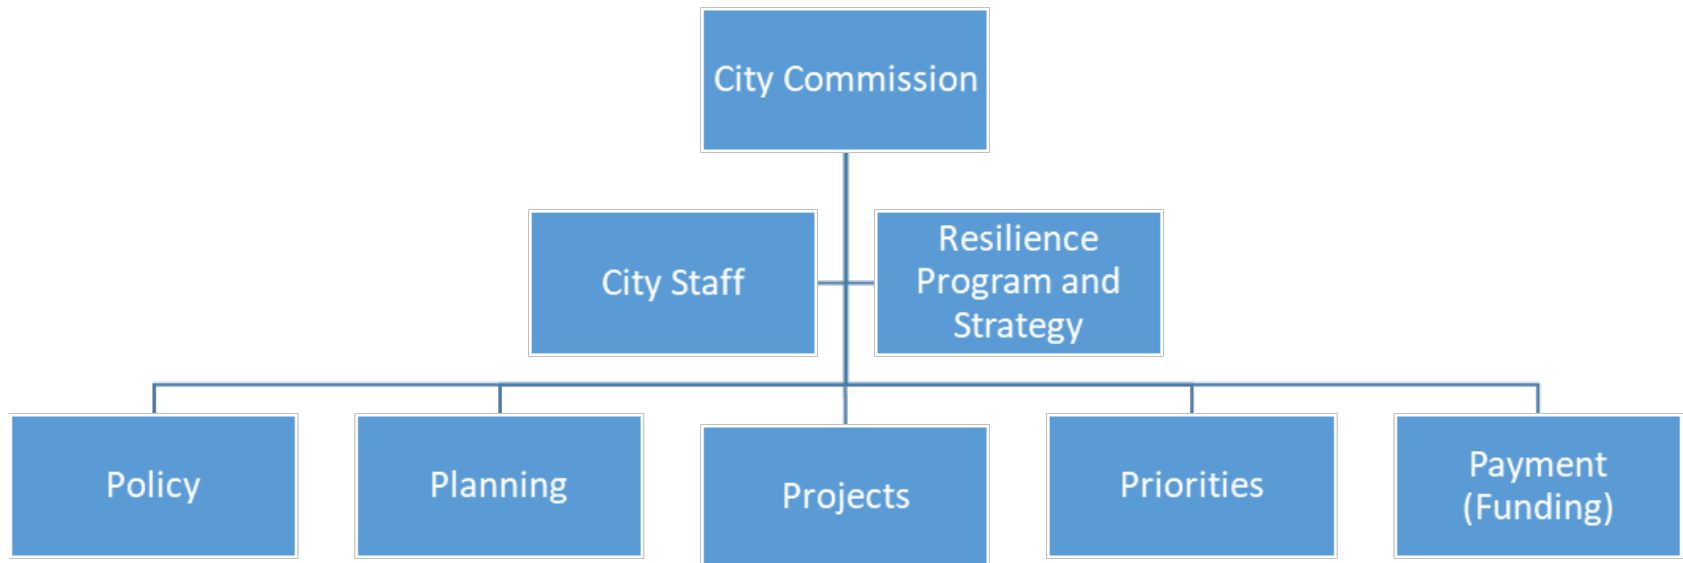 City Commission
City Staff
Resilience
Program and
Strategy
Policy
Planning
Projects
Priorities
Payment
(Funding)